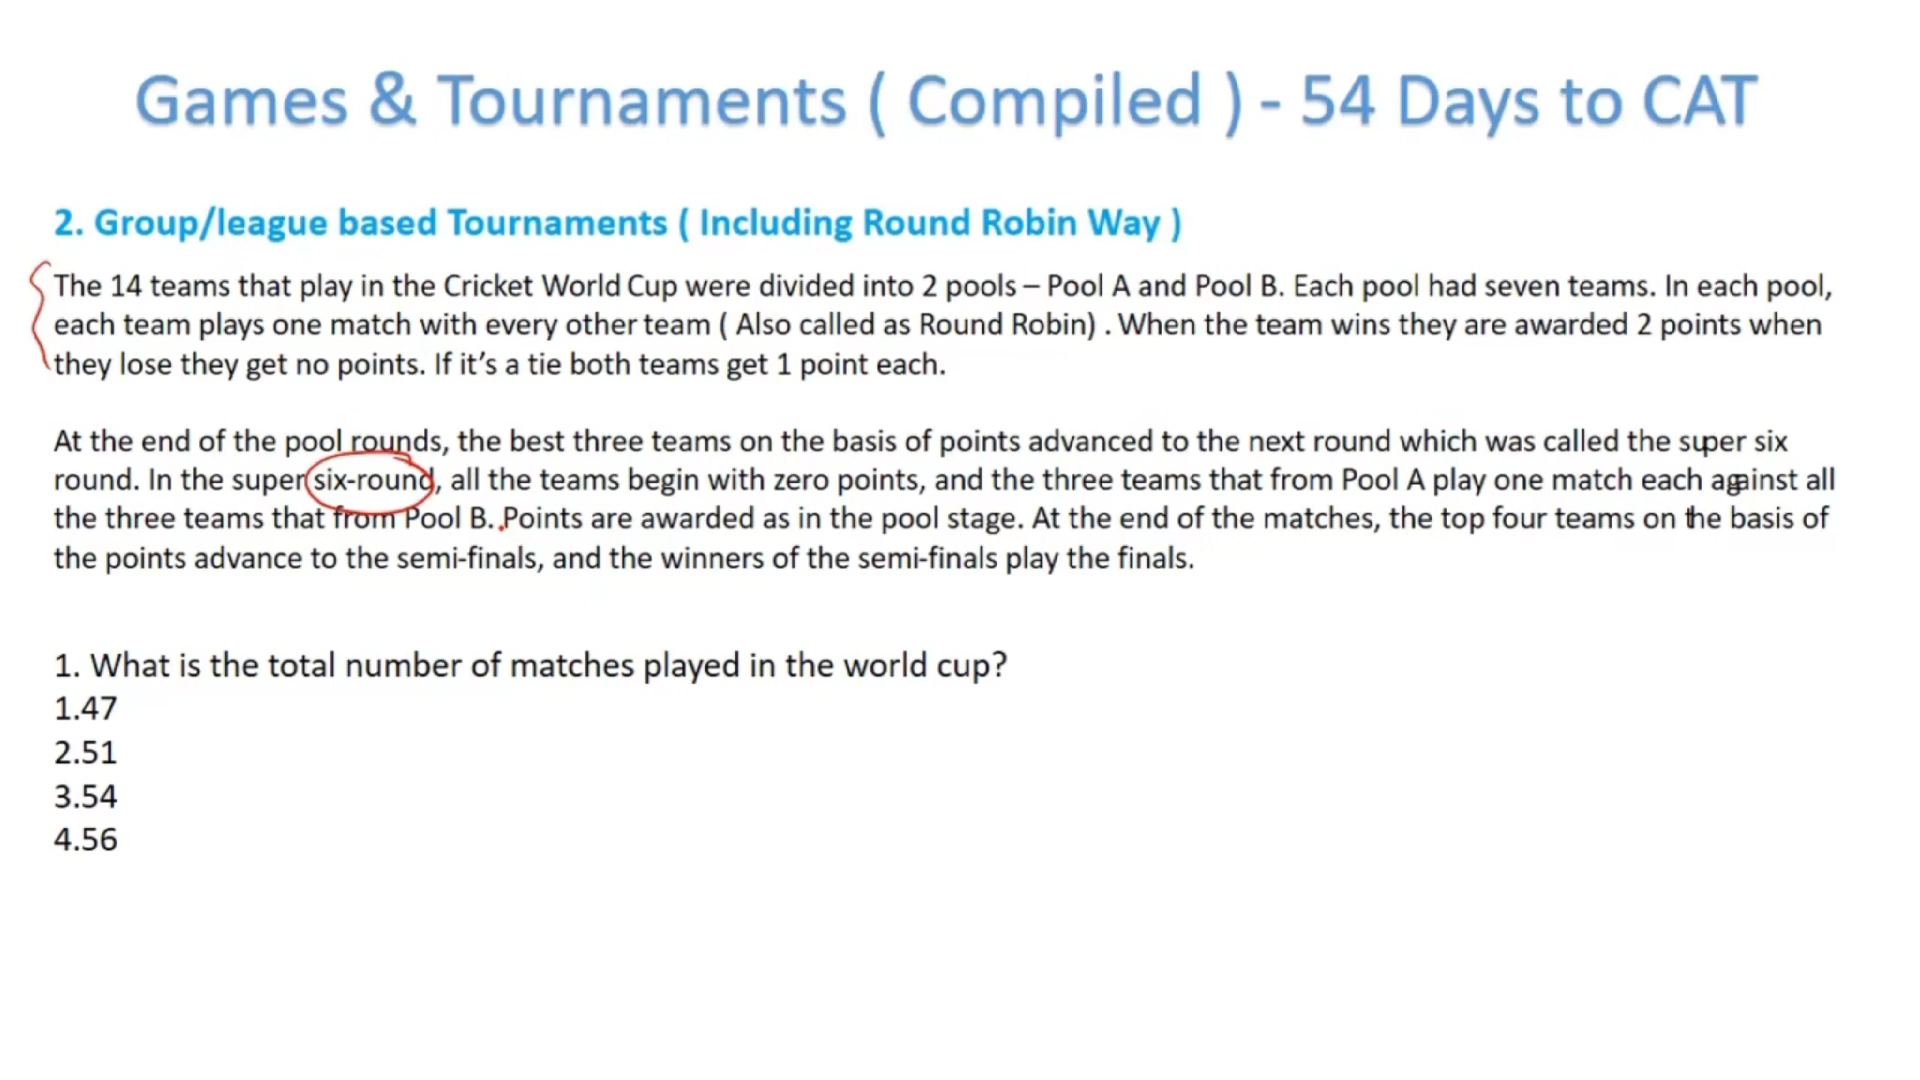 Games & Tournaments ( Compiled ) - 54 Days to CAT
2. Group/league based Tournaments ( Including Round Robin Way )
The 14 teams that play in the Cricket World Cup were divided into 2 pools – Pool A and Pool B. Each pool had seven teams. In each pool,
each team plays one match with every other team ( Also called as Round Robin) . When the team wins they are awarded 2 points when
they lose they get no points. If it's a tie both teams get 1 point each.
At the end of the pool rounds, the best three teams on the basis of points advanced to the next round which was called the super six
round. In the super six-round, all the teams begin with zero points, and the three teams that from Pool A play one match each against all
the three teams that from Pool B. Points are awarded as in the pool stage. At the end of the matches, the top four teams on the basis of
the points advance to the semi-finals, and the winners of the semi-finals play the finals.
1. What is the total number of matches played in the world cup?
1.47
2.51
3.54
4.56